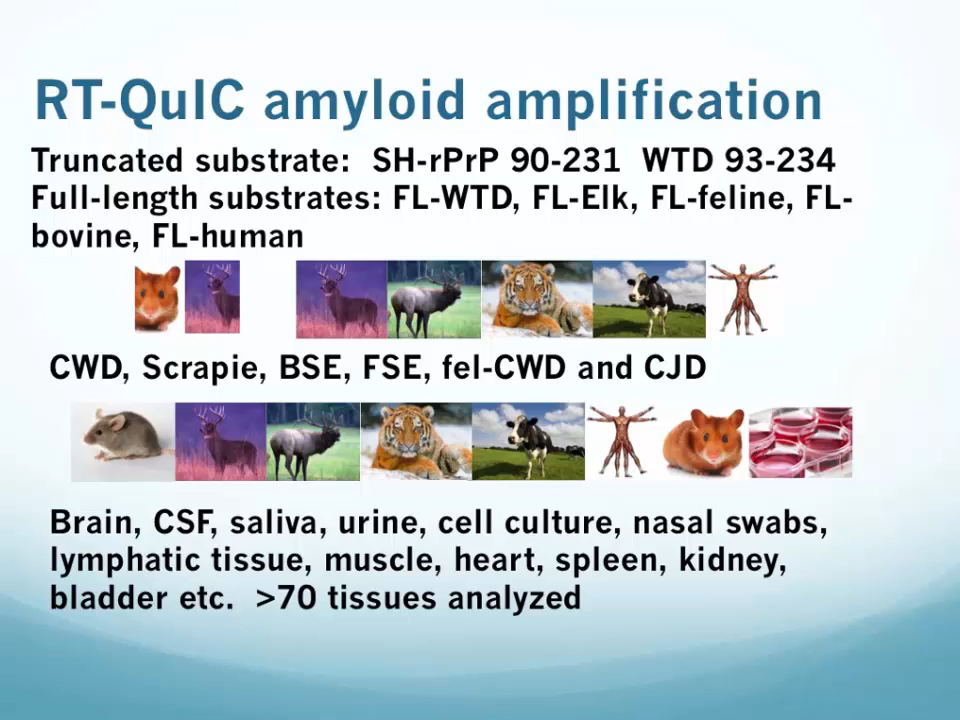 RT-QuIC amyloid amplification
Truncated substrate:  SH-rPrP 90-231  WTD 93-234
Full-length substrates: FL-WTD, FL-Elk, FL-feline, FL-
bovine, FL-human
CWD, Scrapie, BSE, FSE, fel-CWD and CJD
Brain, CSF, saliva, urine, cell culture, nasal swabs,
lymphatic tissue, muscle, heart, spleen, kidney,
bladder etc.  >70 tissues analyzed